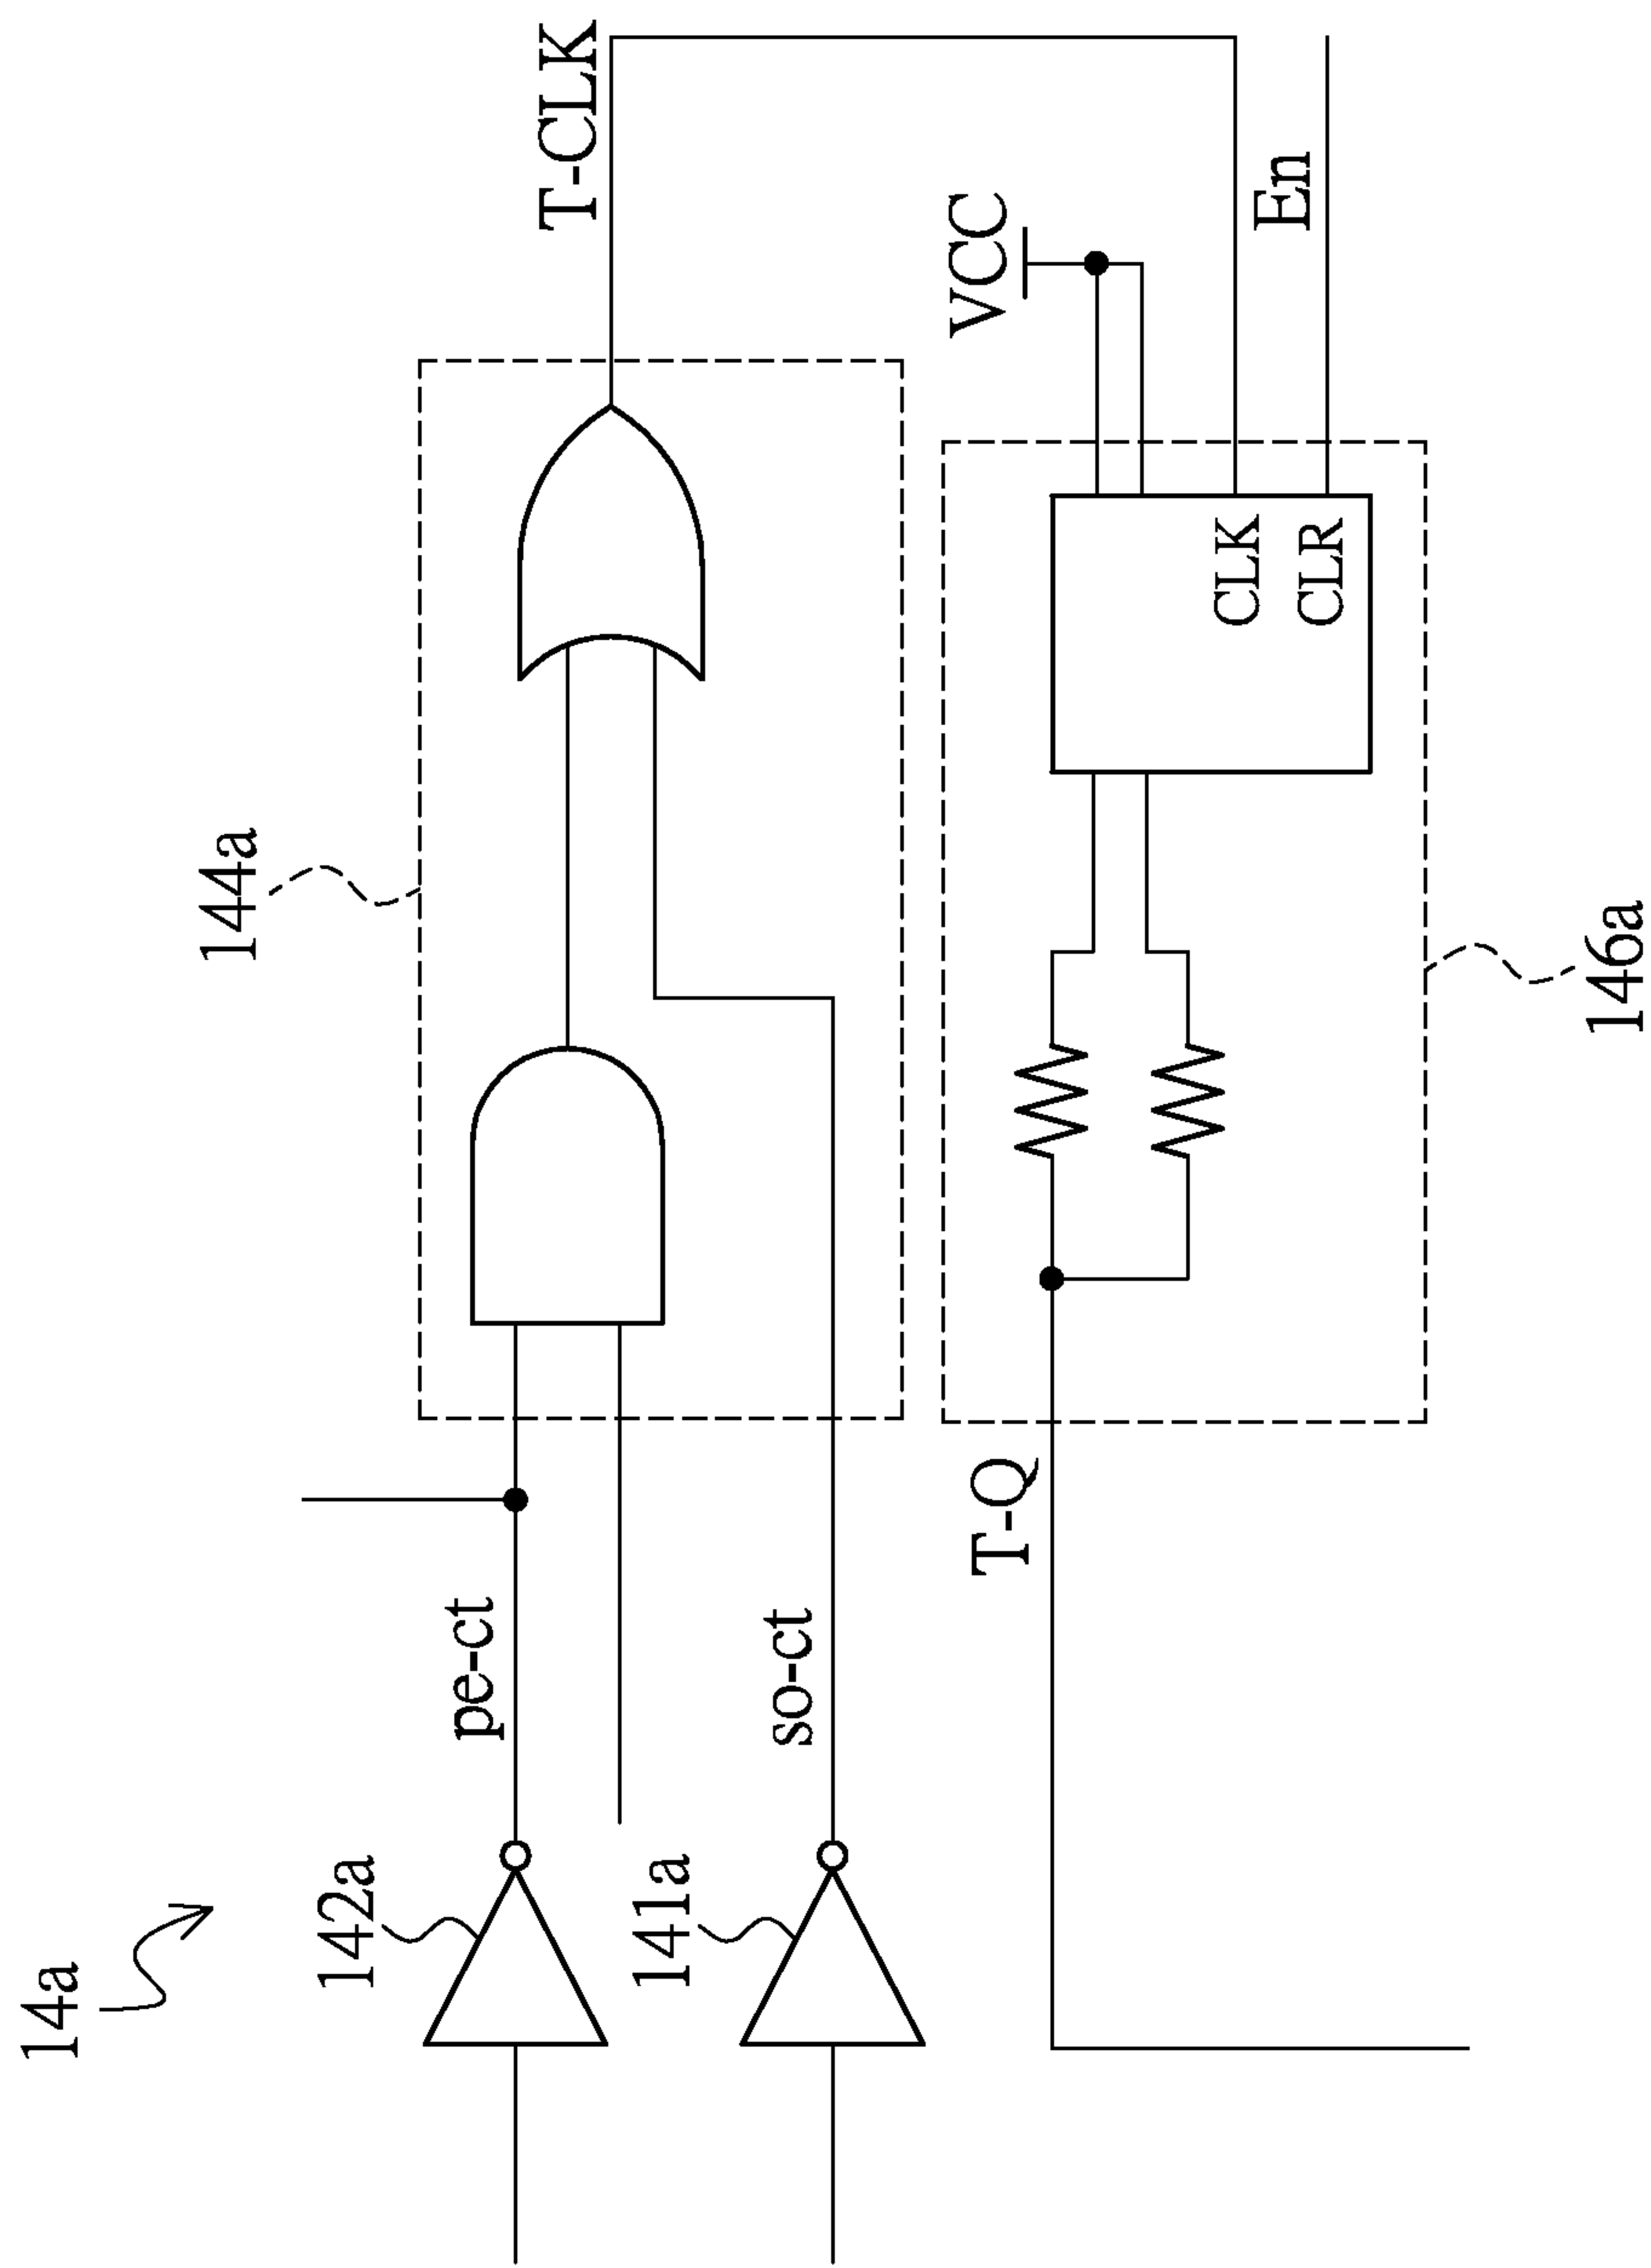 14a
142a
141a
pe-ct
so-ct
144a
T-CLK
VCC
En
CLK
CLR
T-Q
146a